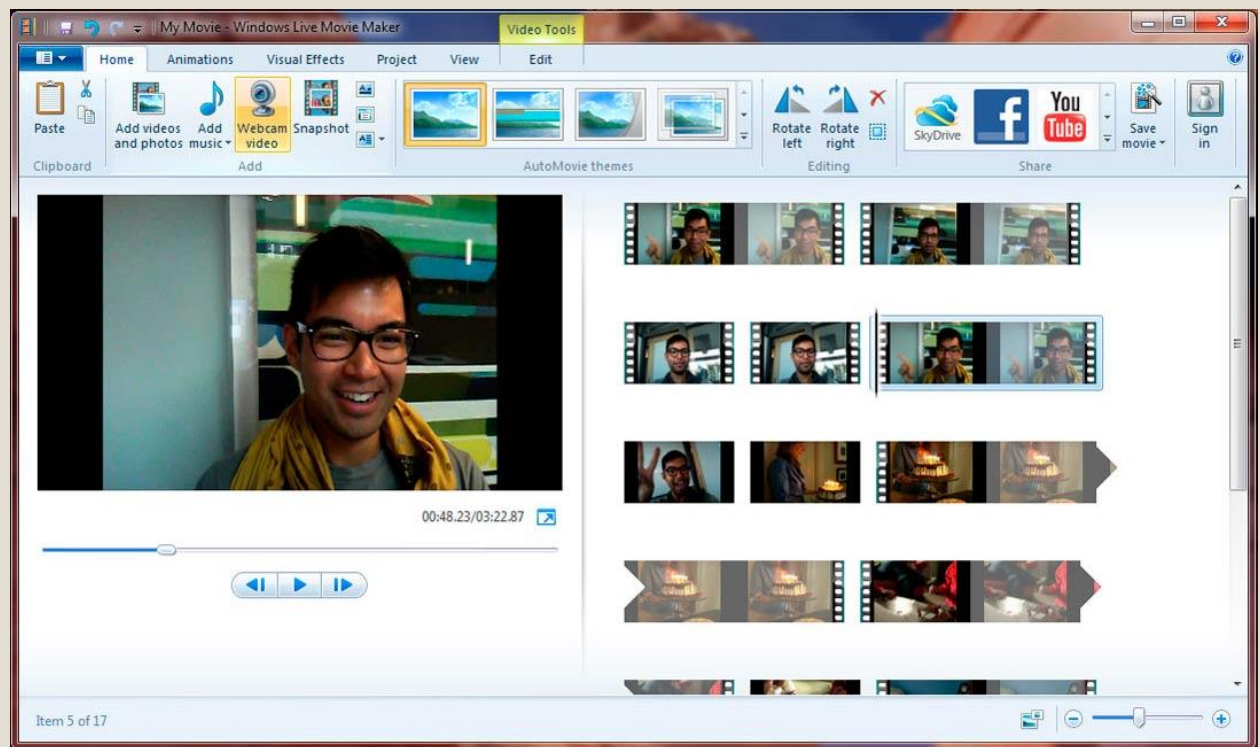 My Movie - Windows Live Movie Maker
Video Tools
Home Animations Visual Effects Project View Edit
Paste
Add videos and photos
Add music
Webcam video
Snapshot
Rotate left
Rotate right
SkyDrive
f
You Tube
Save movie
Sign in
Clipboard Add AutoMovie themes Editing Share
00:48.23/03:22.87
Item 5 of 17